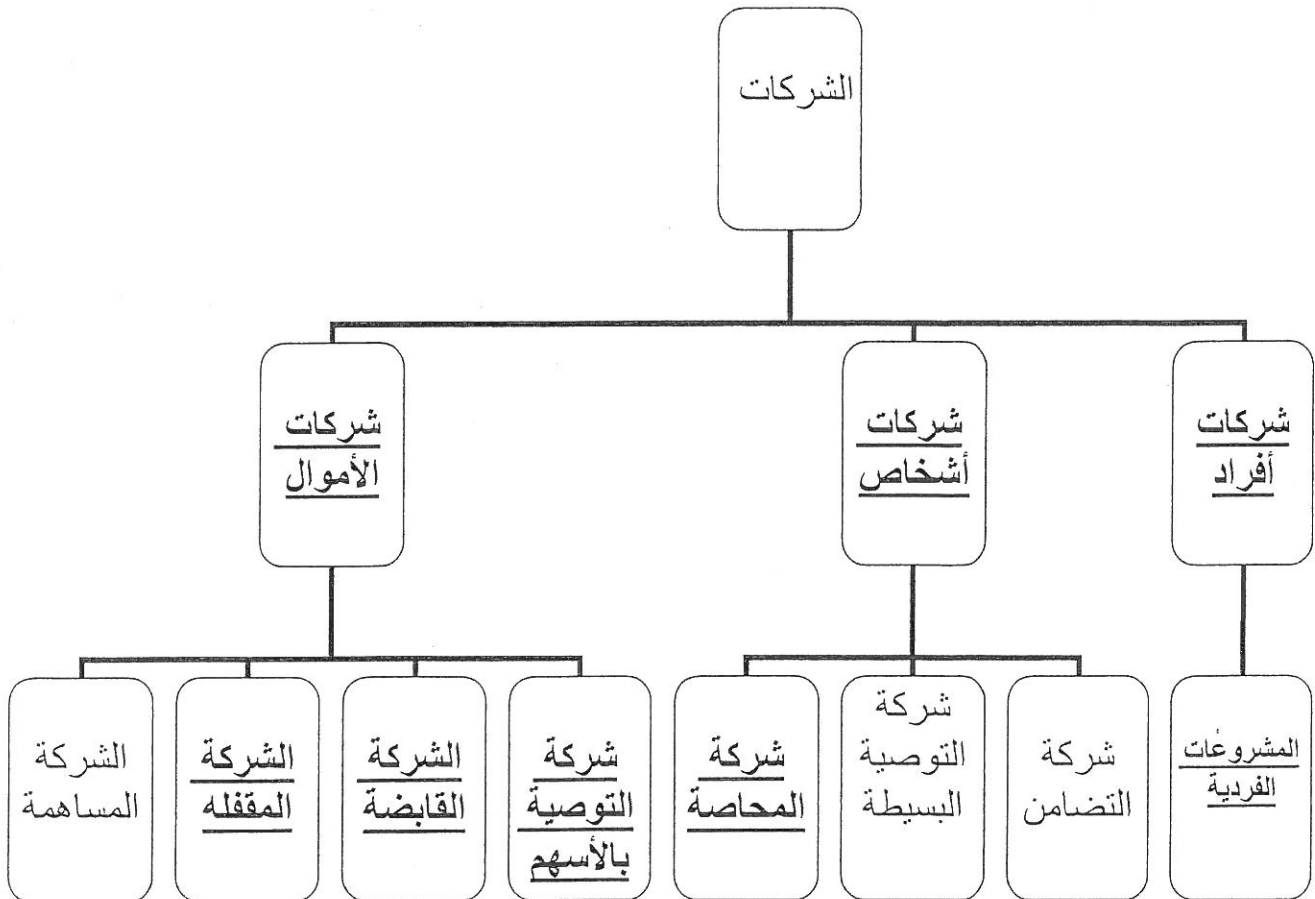 الشركات
شركات
أفراد
شركات
أشخاص
شركات
الأموال
المشروعات
الفردية
شركة
التضامن
شركة
التوصية
البسيطة
شركة
المحاصة
شركة
التوصية
بالأسهم
الشركة
القابضة
الشركة
المقفله
الشركة
المساهمة